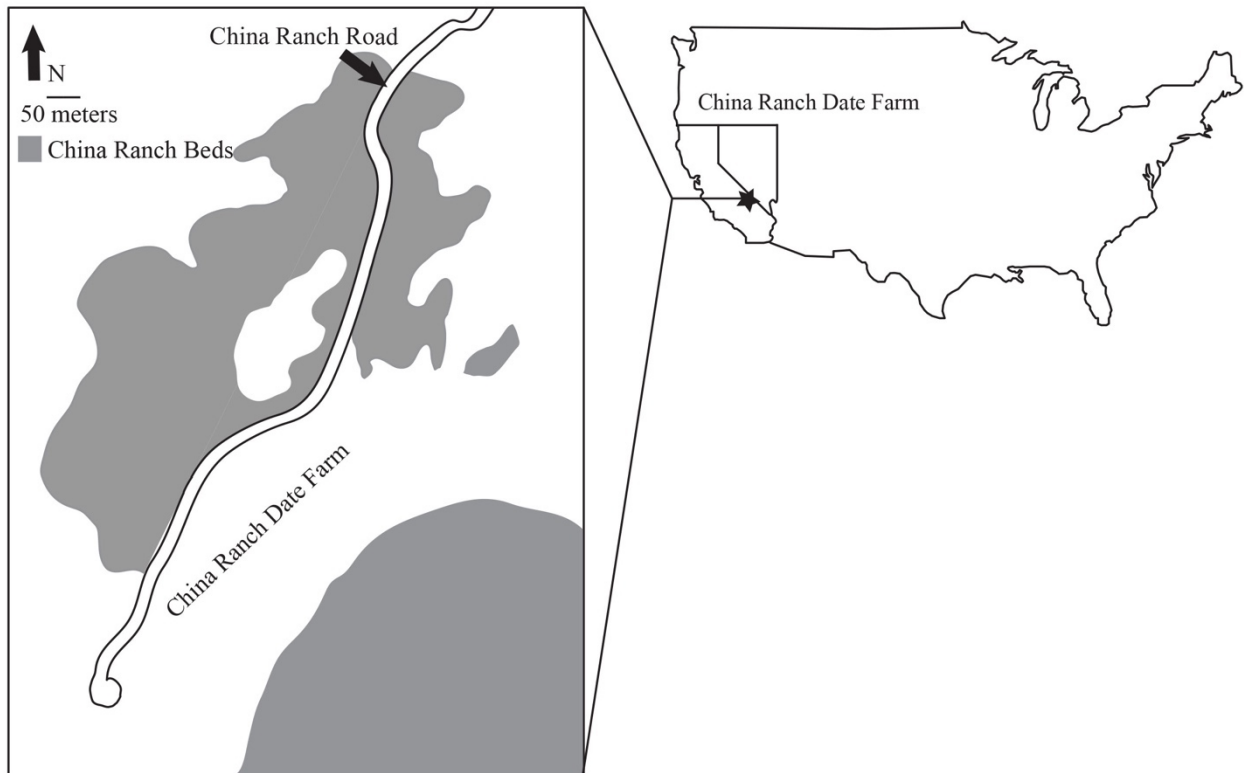 China Ranch Road
N
50 meters
China Ranch Beds
China Ranch Date Farm
China Ranch Date Farm